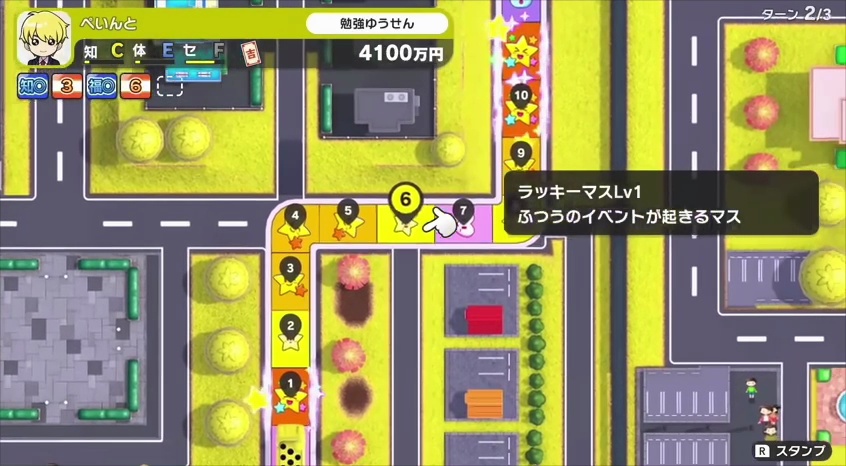 ぺいんと
勉強ゆうせん
ターン 2/3
知 C 体 E セ F 吉
4100万円
知 3 福 6
10
9
ラッキーマスLv1
ふつうのイベントが起きるマス
4 5 6 7
3
2
1
R スタンプ